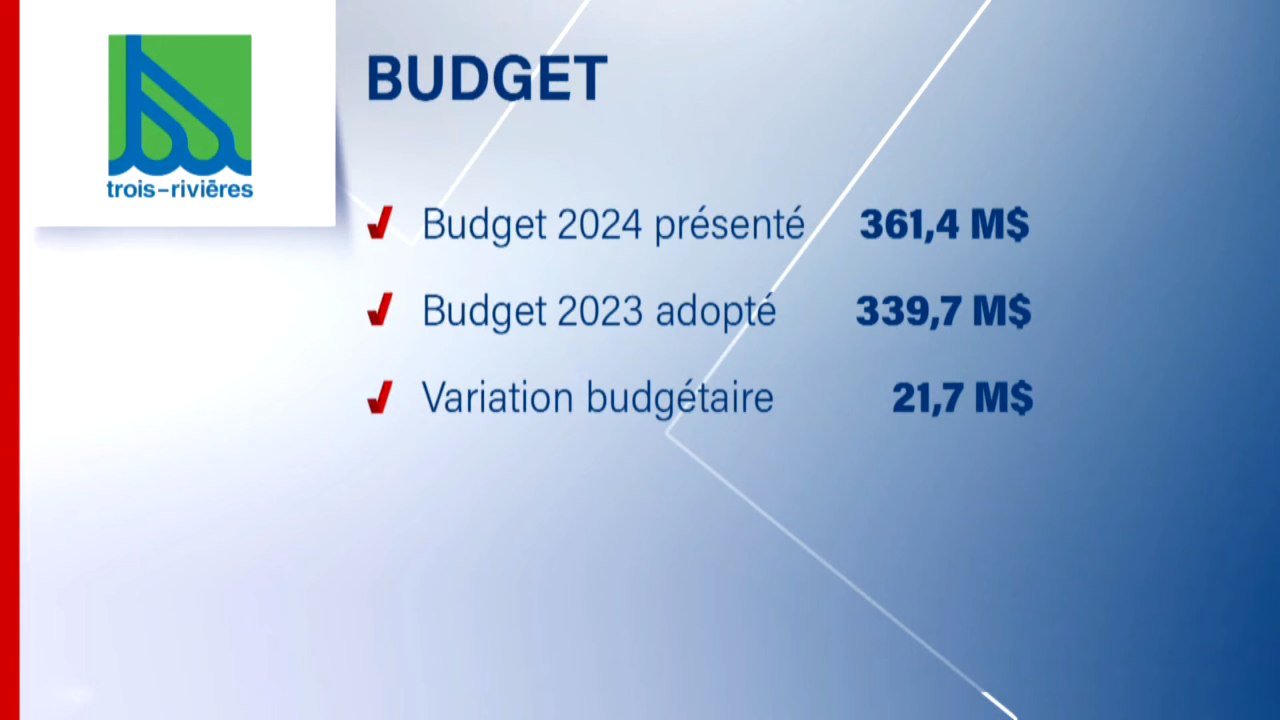 trois-rivières
BUDGET
Budget 2024 présenté 361,4 M$
Budget 2023 adopté 339,7 M$
Variation budgétaire 21,7 M$